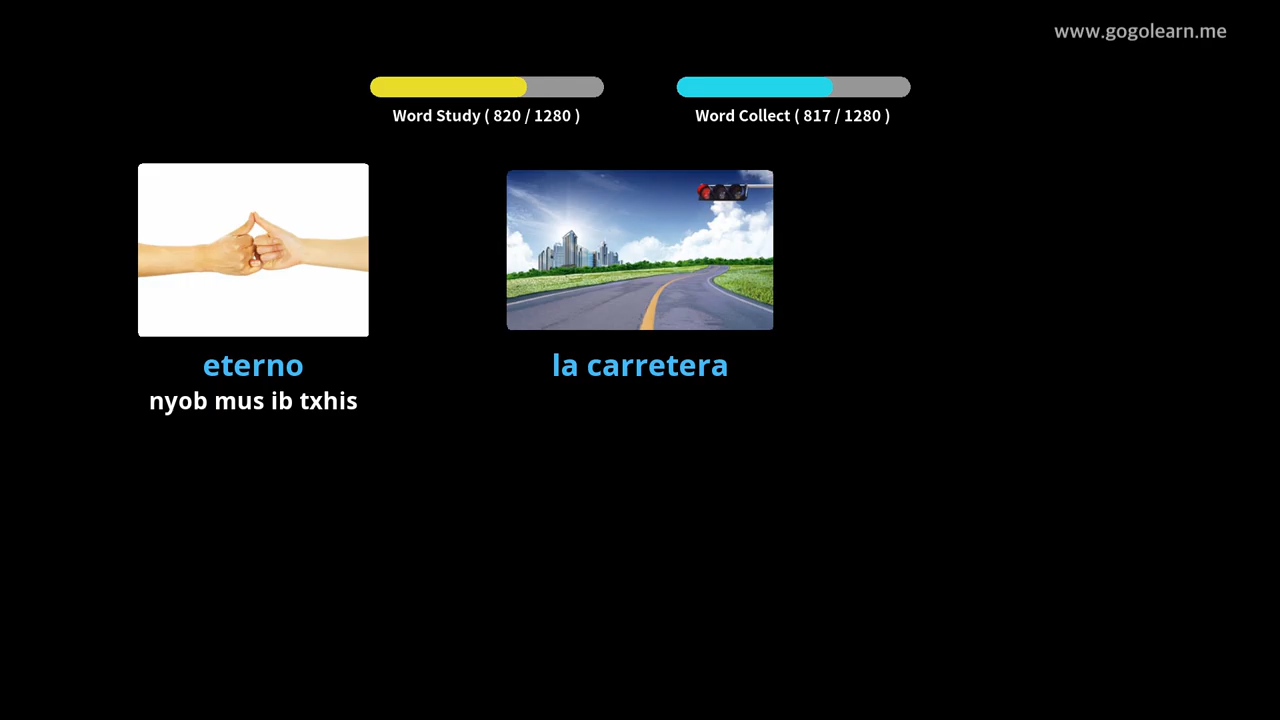 www.gogolearn.me
Word Study ( 820 / 1280 )
Word Collect ( 817 / 1280 )
eterno
nyob mus ib txhis
la carretera